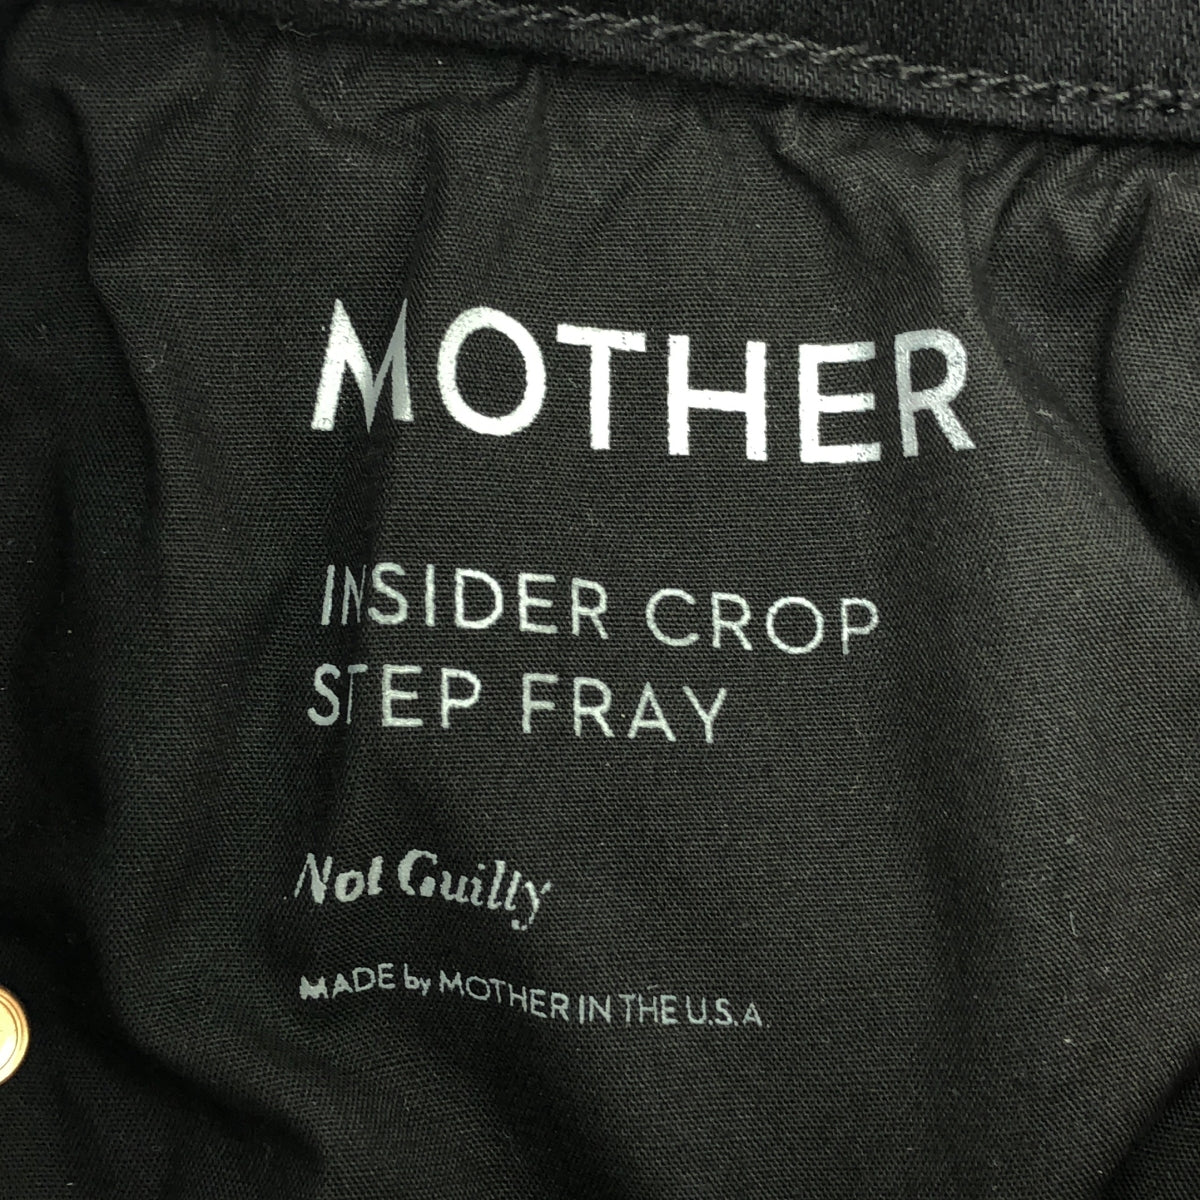 MOTHER
INSIDER CROP
STEP FRAY
Not Guilty
MADE by MOTHER IN THE U.S.A.